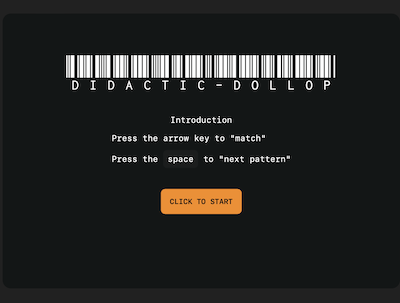 DIDACTIC-DOLLOP
Introduction
Press the arrow key to "match"
Press the space to "next pattern"
CLICK TO START